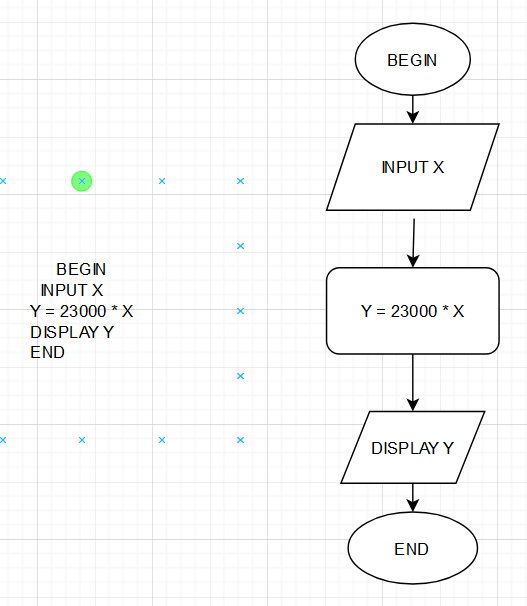 BEGIN
INPUT X
Y = 23000 * X
DISPLAY Y
END
BEGIN
INPUT X
Y = 23000 * X
DISPLAY Y
END